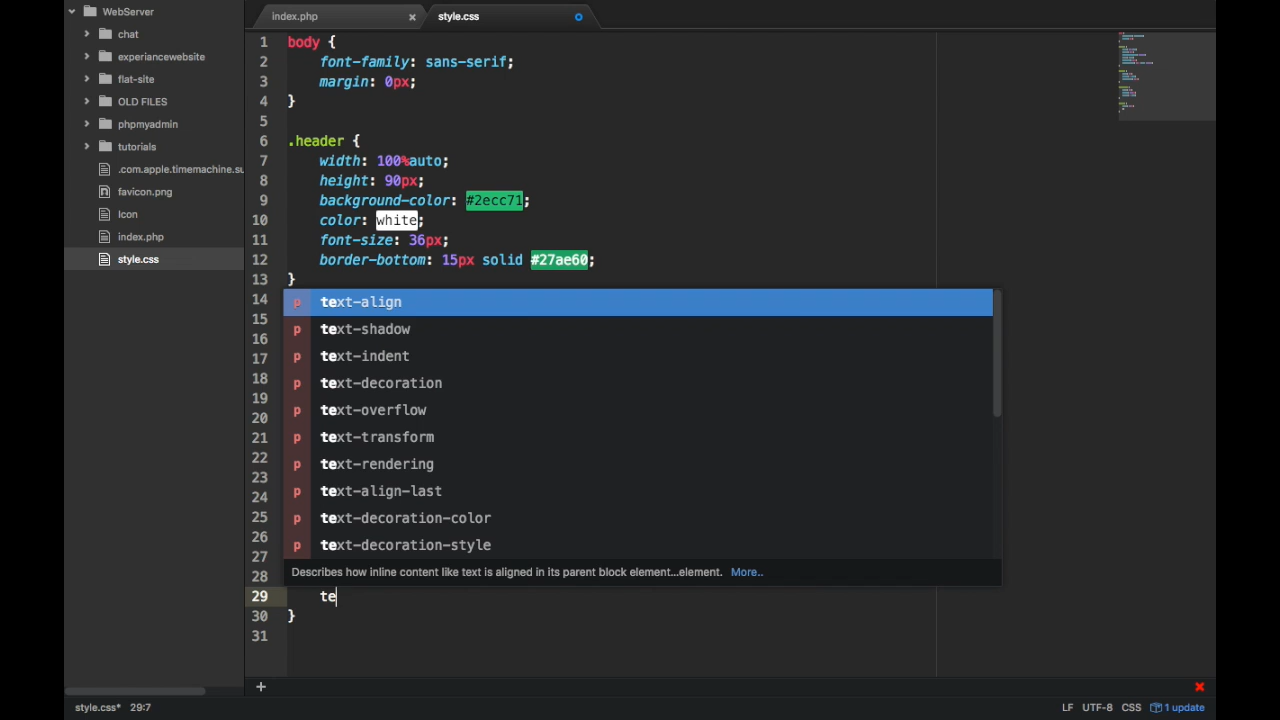 WebServer
chat
experiancewebsite
flat-site
OLD FILES
phpmyadmin
tutorials
.com.apple.timemachine.su
favicon.png
Icon
index.php
style.css
index.php
style.css
1 body {
2 font-family: sans-serif;
3 margin: 0px;
4 }
5
6 .header {
7 width: 100%auto;
8 height: 90px;
9 background-color: #2ecc71;
10 color: white;
11 font-size: 36px;
12 border-bottom: 15px solid #27ae60;
13 }
14
15
16
17
18
19
20
21
22
23
24
25
26
27
28
p text-align
p text-shadow
p text-indent
p text-decoration
p text-overflow
p text-transform
p text-rendering
p text-align-last
p text-decoration-color
p text-decoration-style
Describes how inline content like text is aligned in its parent block element...element. More..
29 te
30 }
31
+
style.css* 29:7
LF UTF-8 CSS 1 update